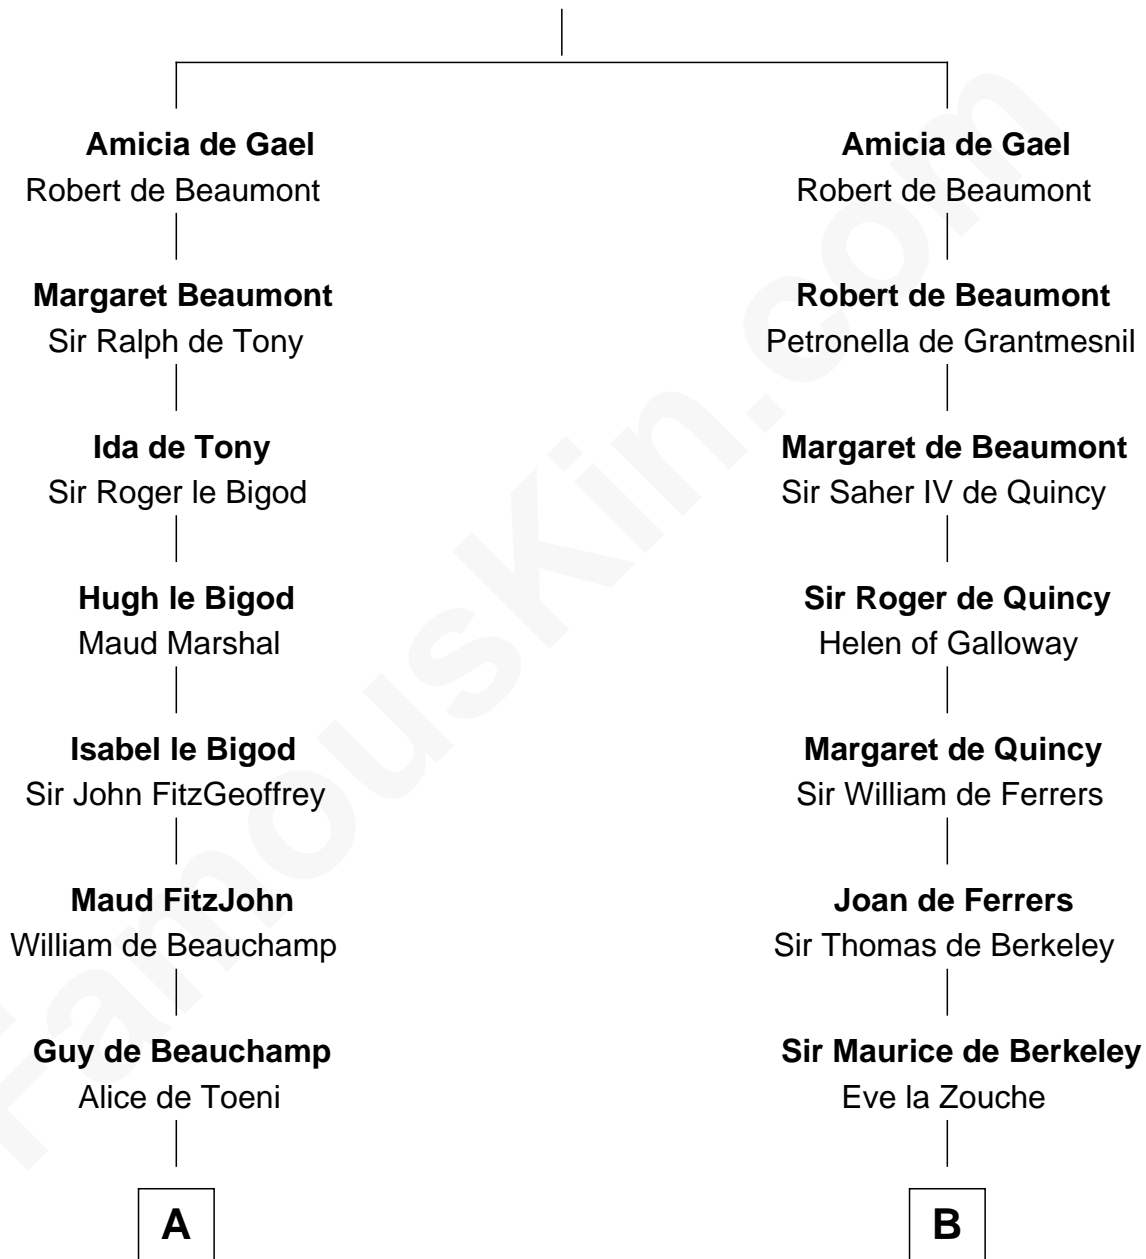 Amicia de Gael
Robert de Beaumont
Margaret Beaumont
Sir Ralph de Tony
Ida de Tony
Sir Roger le Bigod
Hugh le Bigod
Maud Marshal
Isabel le Bigod
Sir John FitzGeoffrey
Maud FitzJohn
William de Beauchamp
Guy de Beauchamp
Alice de Toeni
A
Amicia de Gael
Robert de Beaumont
Robert de Beaumont
Petronella de Grantmesnil
Margaret de Beaumont
Sir Saher IV de Quincy
Sir Roger de Quincy
Helen of Galloway
Margaret de Quincy
Sir William de Ferrers
Joan de Ferrers
Sir Thomas de Berkeley
Sir Maurice de Berkeley
Eve la Zouche
B
FamousKin.com